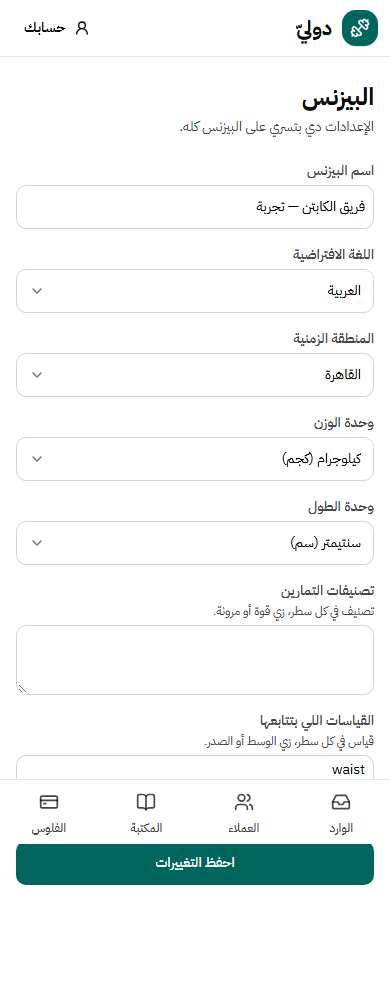 دوليّ
حسابك
البيزنس
الإعدادات دي بتسري على البيزنس كله.
اسم البيزنس
فريق الكابتن — تجربة
اللغة الافتراضية
العربية
المنطقة الزمنية
القاهرة
وحدة الوزن
كيلوجرام (كجم)
وحدة الطول
سنتيمتر (سم)
تصنيفات التمارين
تصنيف في كل سطر، زي قوة أو مرونة.
القياسات اللي بتتابعها
قياس في كل سطر، زي الوسط أو الصدر.
waist
الوارد
العملاء
المكتبة
الفلوس
احفظ التغييرات